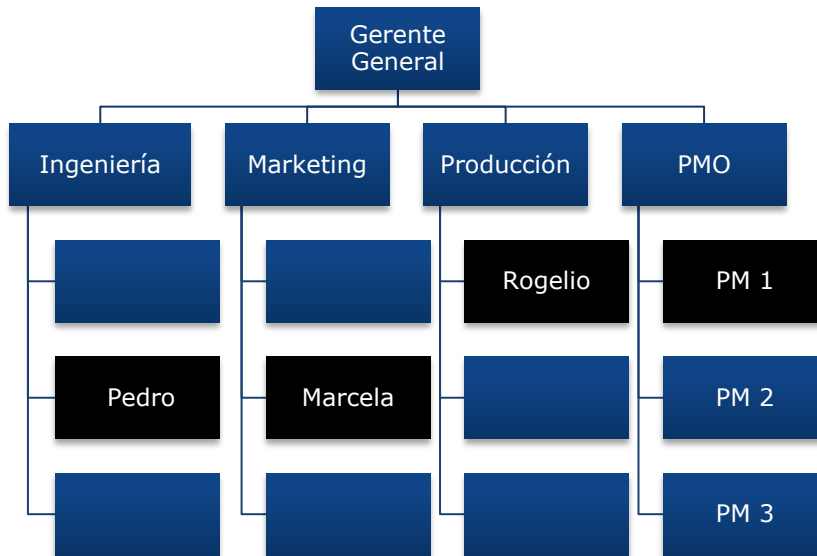 Gerente
General
Ingeniería
Marketing
Producción
PMO
Rogelio
PM 1
Pedro
Marcela
PM 2
PM 3